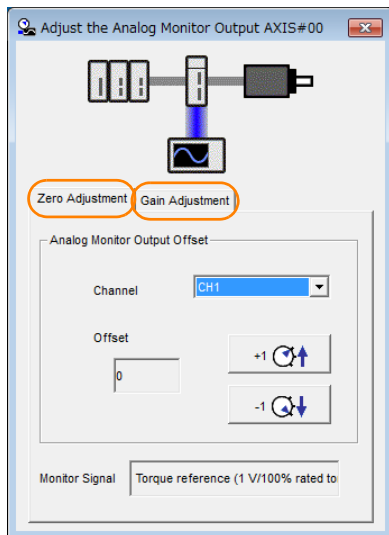 Adjust the Analog Monitor Output AXIS#00
Zero Adjustment Gain Adjustment
Analog Monitor Output Offset
Channel CH1
Offset
0
+1
-1
Monitor Signal Torque reference (1 V/100% rated to